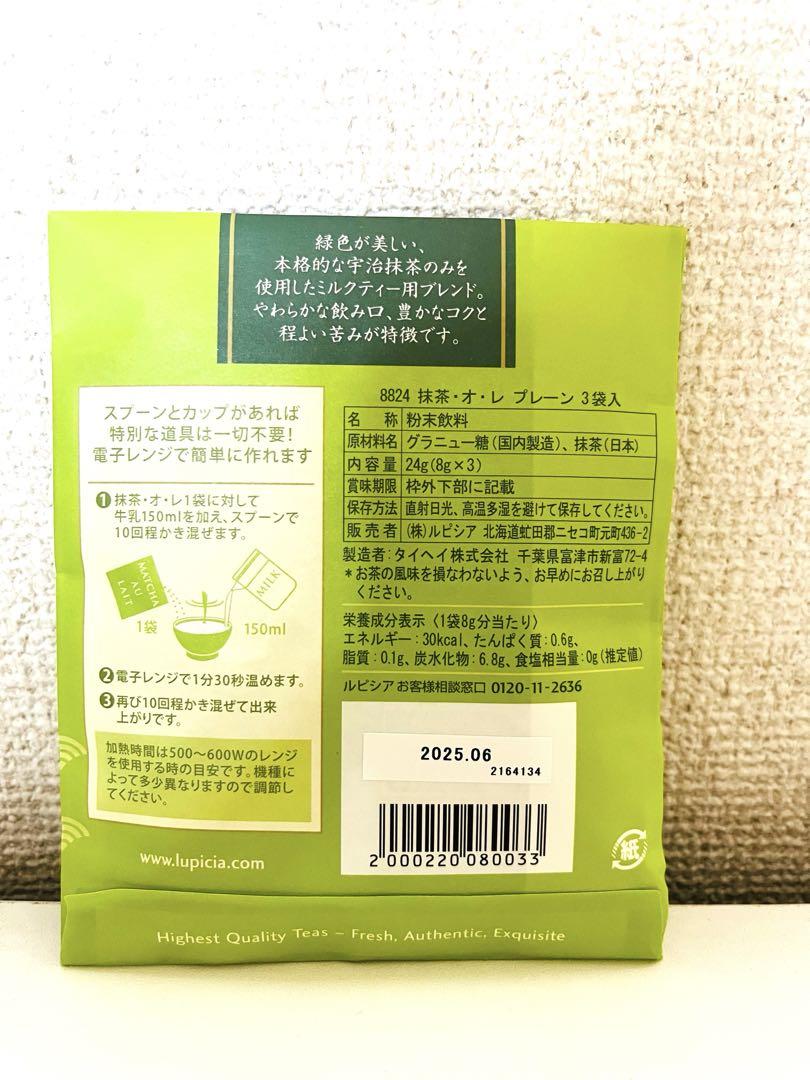 緑色が美しい、
本格的な宇治抹茶のみを
使用したミルクティー用ブレンド。
やわらかな飲み口、豊かなコクと
程よい苦みが特徴です。
スプーンとカップがあれば
特別な道具は一切不要!
電子レンジで簡単に作れます
❶抹茶・オ・レ1袋に対して
牛乳150mlを加え、スプーンで
10回程かき混ぜます。
MATCHA
AU
LAIT
MILK
1袋
150ml
❷電子レンジで1分30秒温めます。
❸再び10回程かき混ぜて出来
上がりです。
加熱時間は500〜600Wのレンジ
を使用する時の目安です。機種に
よって多少異なりますので調節し
てください。
www.lupicia.com
8824 抹茶・オ・レ プレーン 3袋入
名 称 粉末飲料
原材料名 グラニュー糖(国内製造)、抹茶(日本)
内容量 24g(8g×3)
賞味期限 枠外下部に記載
保存方法 直射日光、高温多湿を避けて保存してください。
販売者 (株)ルピシア 北海道虻田郡ニセコ町元町436-2
製造者:タイヘイ株式会社 千葉県富津市新富72-4
*お茶の風味を損なわないよう、お早めにお召し上がり
ください。
栄養成分表示〈1袋8g分当たり〉
エネルギー:30kcal、たんぱく質:0.6g、
脂質:0.1g、炭水化物:6.8g、食塩相当量:0g(推定値)
ルピシアお客様相談窓口 0120-11-2636
2025.06
2164134
2 000220 080033
紙
Highest Quality Teas – Fresh, Authentic, Exquisite